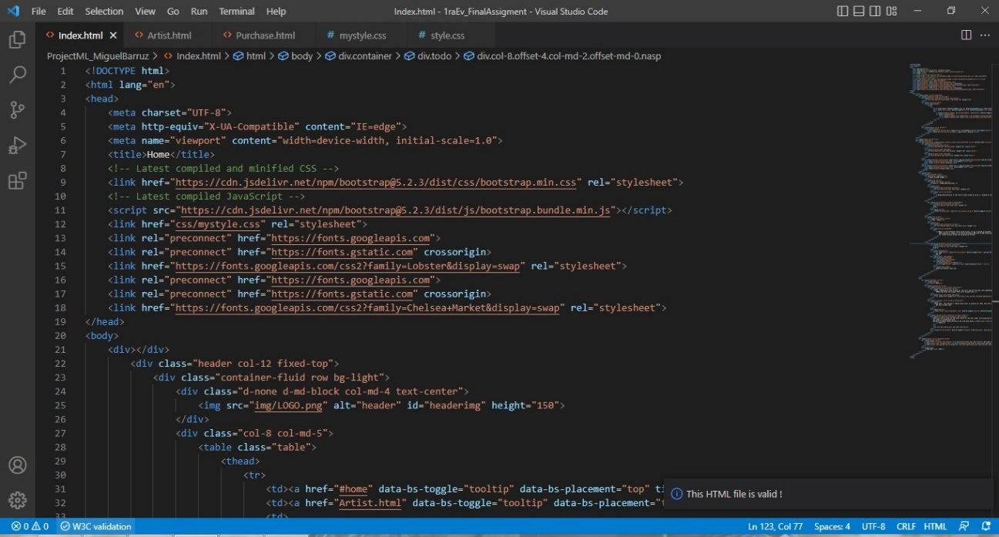 File Edit Selection View Go Run Terminal Help Index.html - 1raEv_FinalAssigment - Visual Studio Code
Index.html Artist.html Purchase.html # mystyle.css # style.css
ProjectML_MiguelBarruz > Index.html > html > body > div.container > div.todo > div.col-8.offset-4.col-md-2.offset-md-0.nasp
1 <!DOCTYPE html>
2 <html lang="en">
3 <head>
4 <meta charset="UTF-8">
5 <meta http-equiv="X-UA-Compatible" content="IE=edge">
6 <meta name="viewport" content="width=device-width, initial-scale=1.0">
7 <title>Home</title>
8 <!-- Latest compiled and minified CSS -->
9 <link href="https://cdn.jsdelivr.net/npm/bootstrap@5.2.3/dist/css/bootstrap.min.css" rel="stylesheet">
10 <!-- Latest compiled JavaScript -->
11 <script src="https://cdn.jsdelivr.net/npm/bootstrap@5.2.3/dist/js/bootstrap.bundle.min.js"></script>
12 <link href="css/mystyle.css" rel="stylesheet">
13 <link rel="preconnect" href="https://fonts.googleapis.com">
14 <link rel="preconnect" href="https://fonts.gstatic.com" crossorigin>
15 <link href="https://fonts.googleapis.com/css2?family=Lobster&display=swap" rel="stylesheet">
16 <link rel="preconnect" href="https://fonts.googleapis.com">
17 <link rel="preconnect" href="https://fonts.gstatic.com" crossorigin>
18 <link href="https://fonts.googleapis.com/css2?family=Chelsea+Market&display=swap" rel="stylesheet">
19 </head>
20 <body>
21 <div></div>
22 <div class="header col-12 fixed-top">
23 <div class="container-fluid row bg-light">
24 <div class="d-none d-md-block col-md-4 text-center">
25 <img src="img/LOGO.png" alt="header" id="headerimg" height="150">
26 </div>
27 <div class="col-8 col-md-5">
28 <table class="table">
29 <thead>
30 <tr>
31 <td><a href="#home" data-bs-toggle="tooltip" data-bs-placement="top" ti
32 <td><a href="Artist.html" data-bs-toggle="tooltip" data-bs-placement="t
33 <td>
This HTML file is valid !
0 0 W3C validation Ln 123, Col 77 Spaces: 4 UTF-8 CRLF HTML